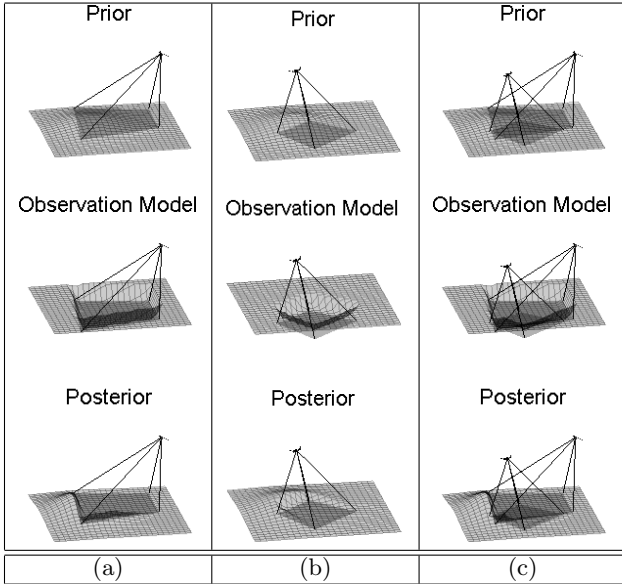 Prior
Prior
Prior
Observation Model
Observation Model
Observation Model
Posterior
Posterior
Posterior
(a)
(b)
(c)